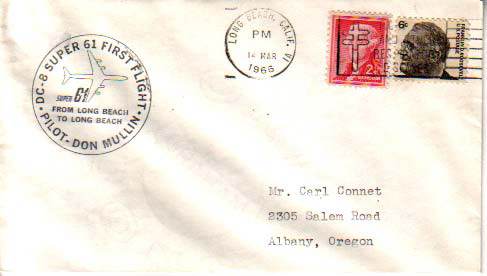 DC-8 SUPER 61 FIRST FLIGHT
SUPER 61
FROM LONG BEACH
TO LONG BEACH
PILOT-DON MULLIN
LONG BEACH, CALIF.
PM
14 MAR
1966
6¢
Mr. Carl Connet
2305 Salem Road
Albany, Oregon